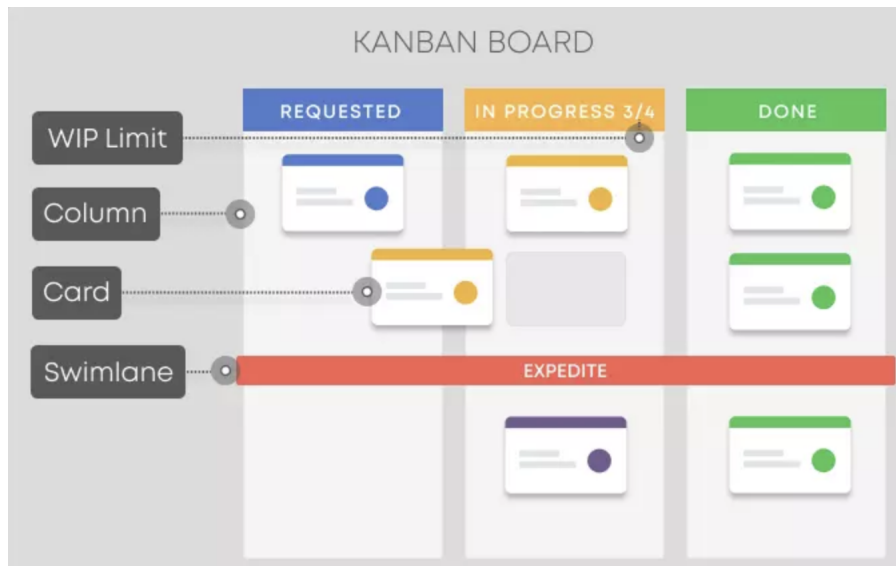 KANBAN BOARD
REQUESTED
IN PROGRESS 3/4
DONE
WIP Limit
Column
Card
Swimlane
EXPEDITE